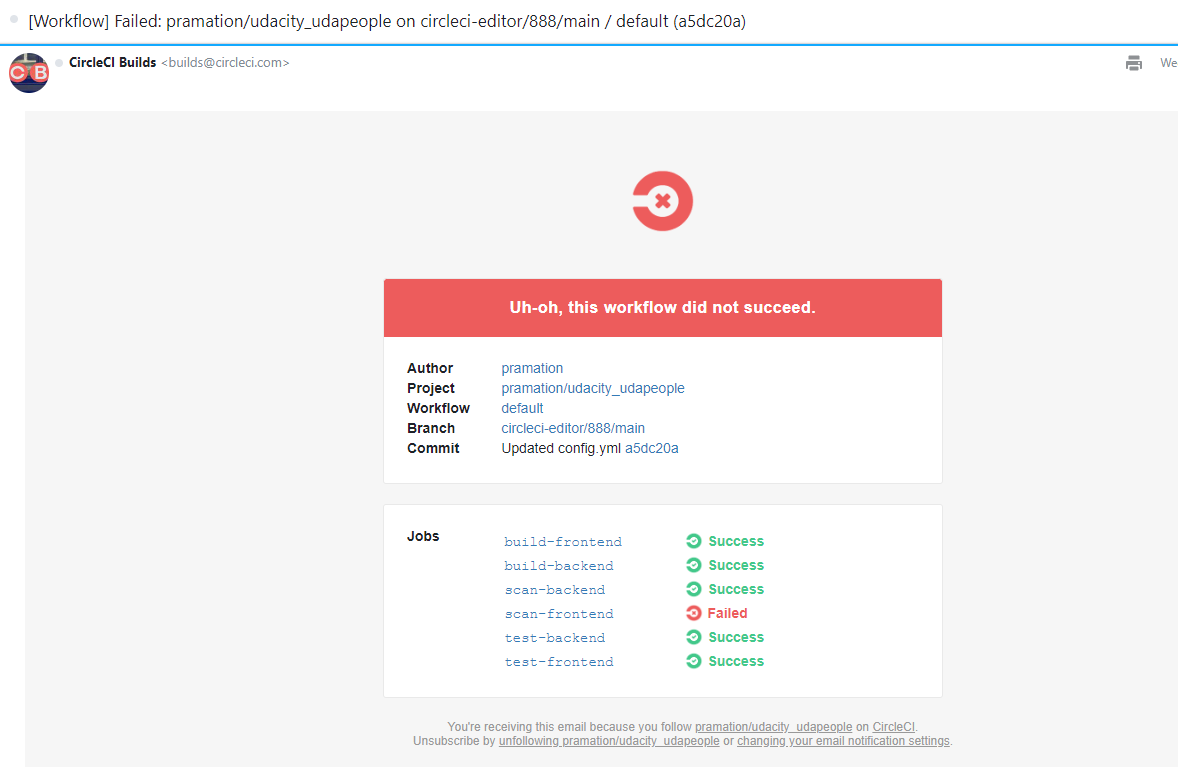 [Workflow] Failed: pramation/udacity_udapeople on circleci-editor/888/main / default (a5dc20a)
CircleCI Builds <builds@circleci.com>
We
L
C B
Uh-oh, this workflow did not succeed.
Author pramation
Project pramation/udacity_udapeople
Workflow default
Branch circleci-editor/888/main
Commit Updated config.yml a5dc20a
Jobs build-frontend Success
build-backend Success
scan-backend Success
scan-frontend Failed
test-backend Success
test-frontend Success
You're receiving this email because you follow pramation/udacity_udapeople on CircleCI.
Unsubscribe by unfollowing pramation/udacity_udapeople or changing your email notification settings.